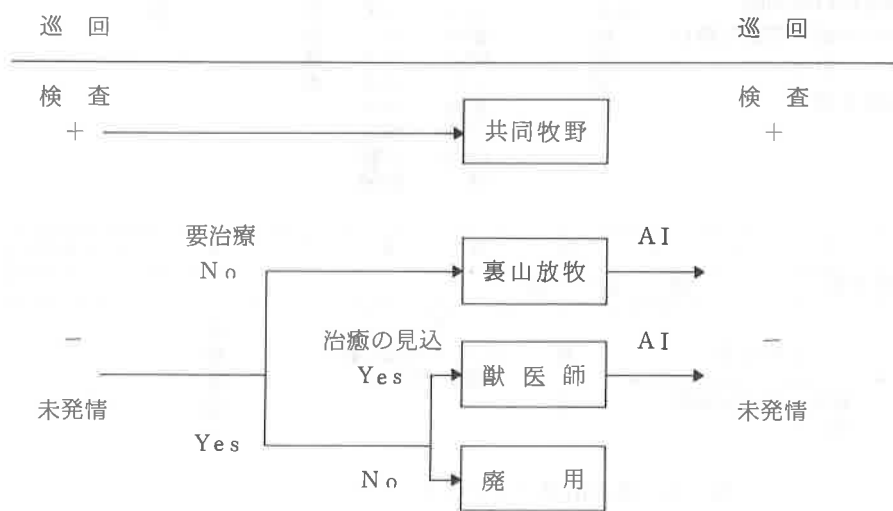 巡回 巡回
検査 検査
+ 共同牧野 +
要治療
No 裏山放牧 AI
− 治癒の見込 AI −
Yes 獣医師
未発情 未発情
Yes
No 廃用